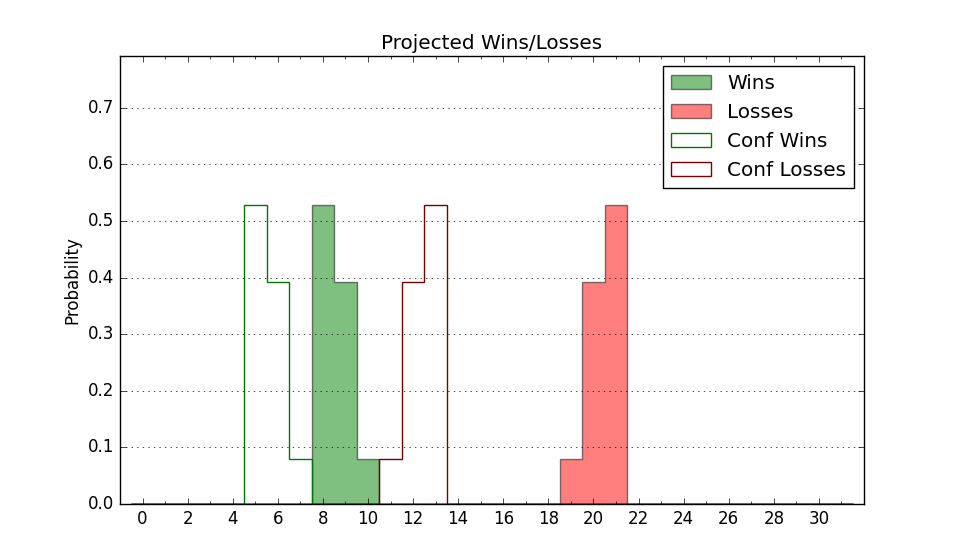 Projected Wins/Losses
Wins
Losses
Conf Wins
Conf Losses
Probability
0.7
0.6
0.5
0.4
0.3
0.2
0.1
0.0
0 2 4 6 8 10 12 14 16 18 20 22 24 26 28 30